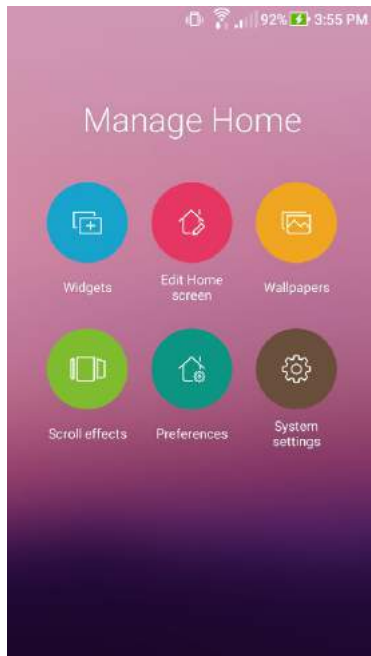 92% 3:55 PM
Manage Home
Widgets
Edit Home
screen
Wallpapers
Scroll effects
Preferences
System
settings